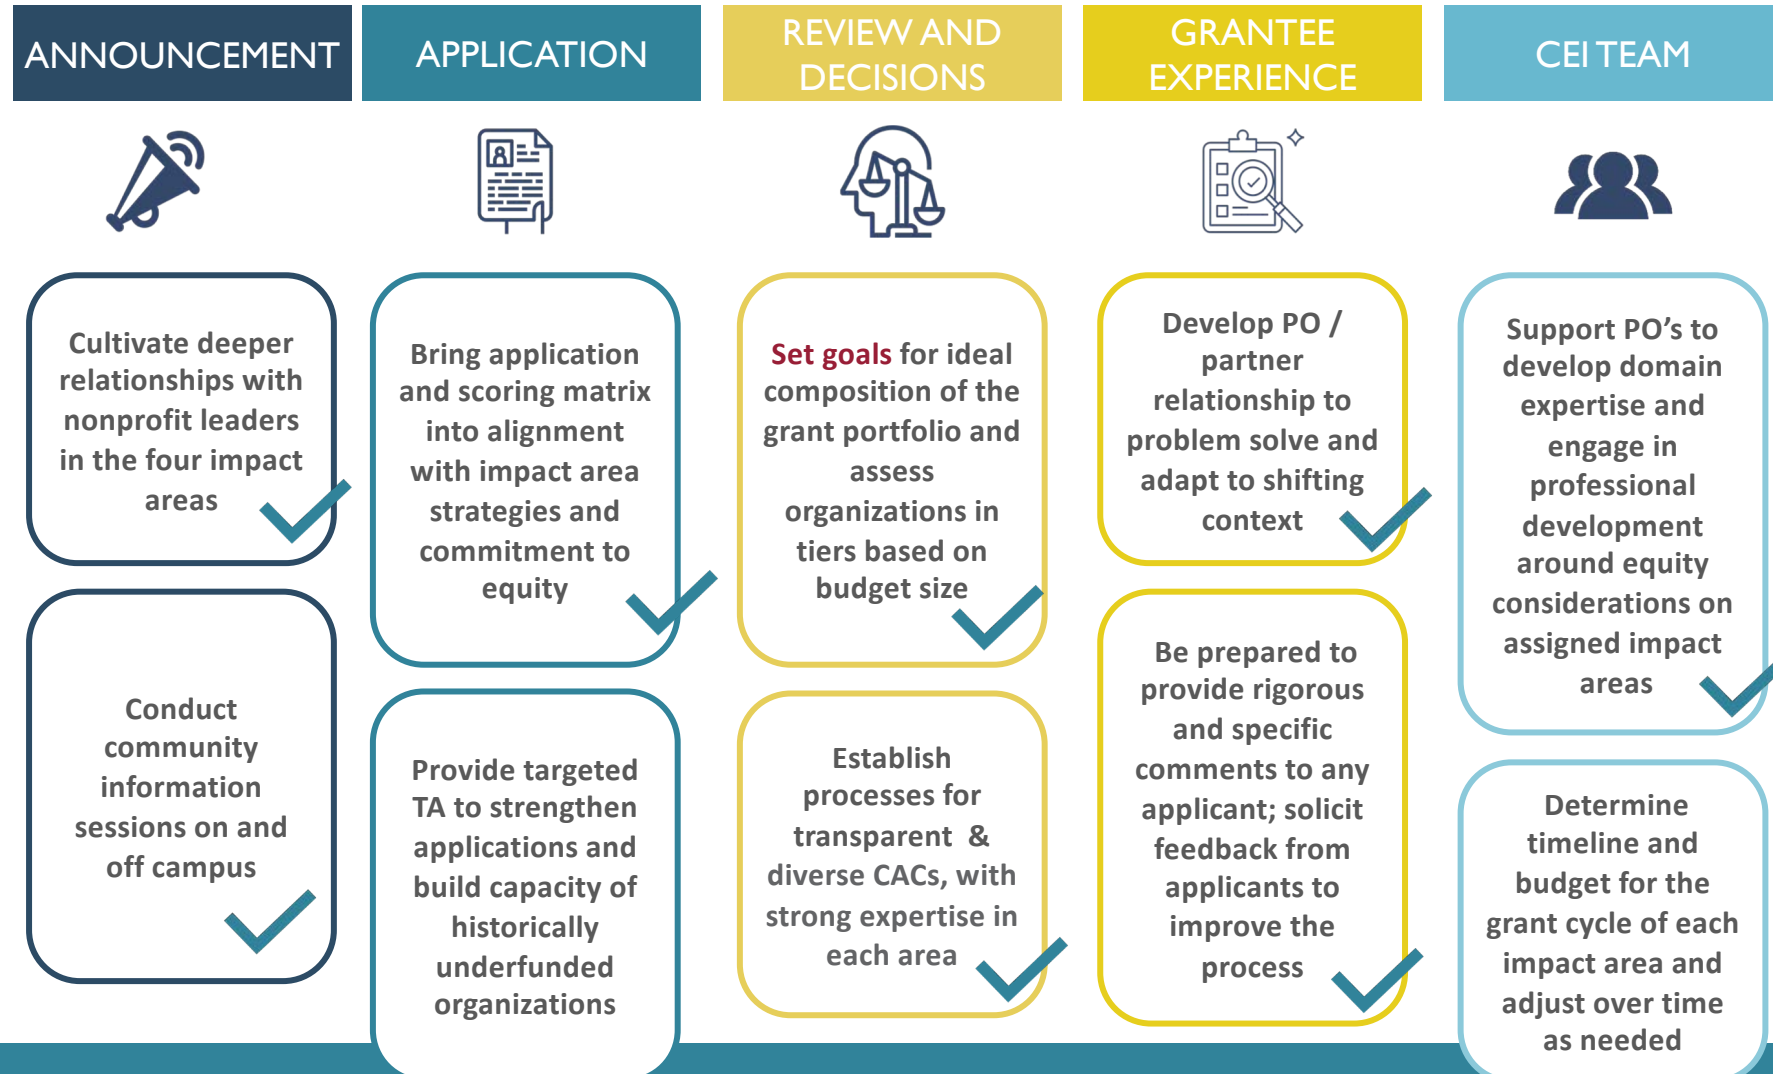 ANNOUNCEMENT
APPLICATION
REVIEW AND
DECISIONS
GRANTEE
EXPERIENCE
CEI TEAM
Cultivate deeper
relationships with
nonprofit leaders
in the four impact
areas
Conduct
community
information
sessions on and
off campus
Bring application
and scoring matrix
into alignment
with impact area
strategies and
commitment to
equity
Provide targeted
TA to strengthen
applications and
build capacity of
historically
underfunded
organizations
Set goals for ideal
composition of the
grant portfolio and
assess
organizations in
tiers based on
budget size
Establish
processes for
transparent  &
diverse CACs, with
strong expertise in
each area
Develop PO /
partner
relationship to
problem solve and
adapt to shifting
context
Be prepared to
provide rigorous
and specific
comments to any
applicant; solicit
feedback from
applicants to
improve the
process
Support PO’s to
develop domain
expertise and
engage in
professional
development
around equity
considerations on
assigned impact
areas
Determine
timeline and
budget for the
grant cycle of each
impact area and
adjust over time
as needed